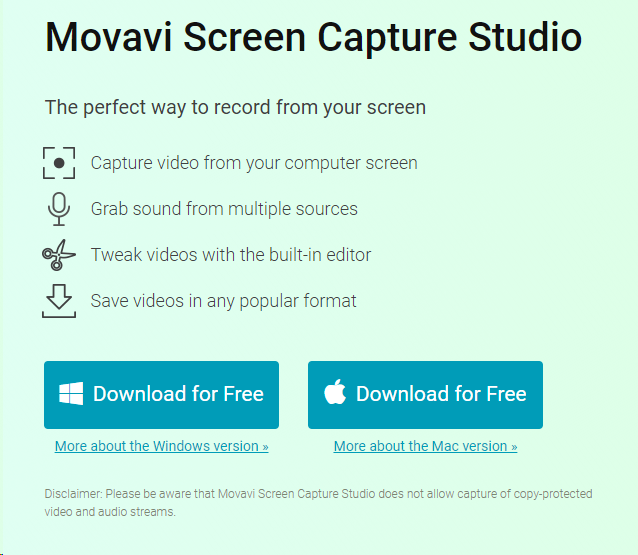 Movavi Screen Capture Studio
The perfect way to record from your screen
Capture video from your computer screen
Grab sound from multiple sources
Tweak videos with the built-in editor
Save videos in any popular format
Download for Free
Download for Free
More about the Windows version »
More about the Mac version »
Disclaimer: Please be aware that Movavi Screen Capture Studio does not allow capture of copy-protected
video and audio streams.